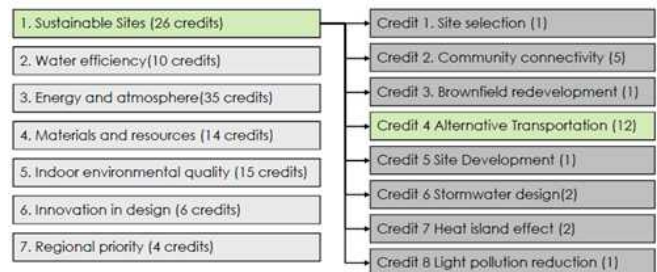 1. Sustainable Sites (26 credits)
2. Water efficiency(10 credits)
3. Energy and atmosphere(35 credits)
4. Materials and resources (14 credits)
5. Indoor environmental quality (15 credits)
6. Innovation in design (6 credits)
7. Regional priority (4 credits)
Credit 1. Site selection (1)
Credit 2. Community connectivity (5)
Credit 3. Brownfield redevelopment (1)
Credit 4 Alternative Transportation (12)
Credit 5 Site Development (1)
Credit 6 Stormwater design(2)
Credit 7 Heat island effect (2)
Credit 8 Light pollution reduction (1)